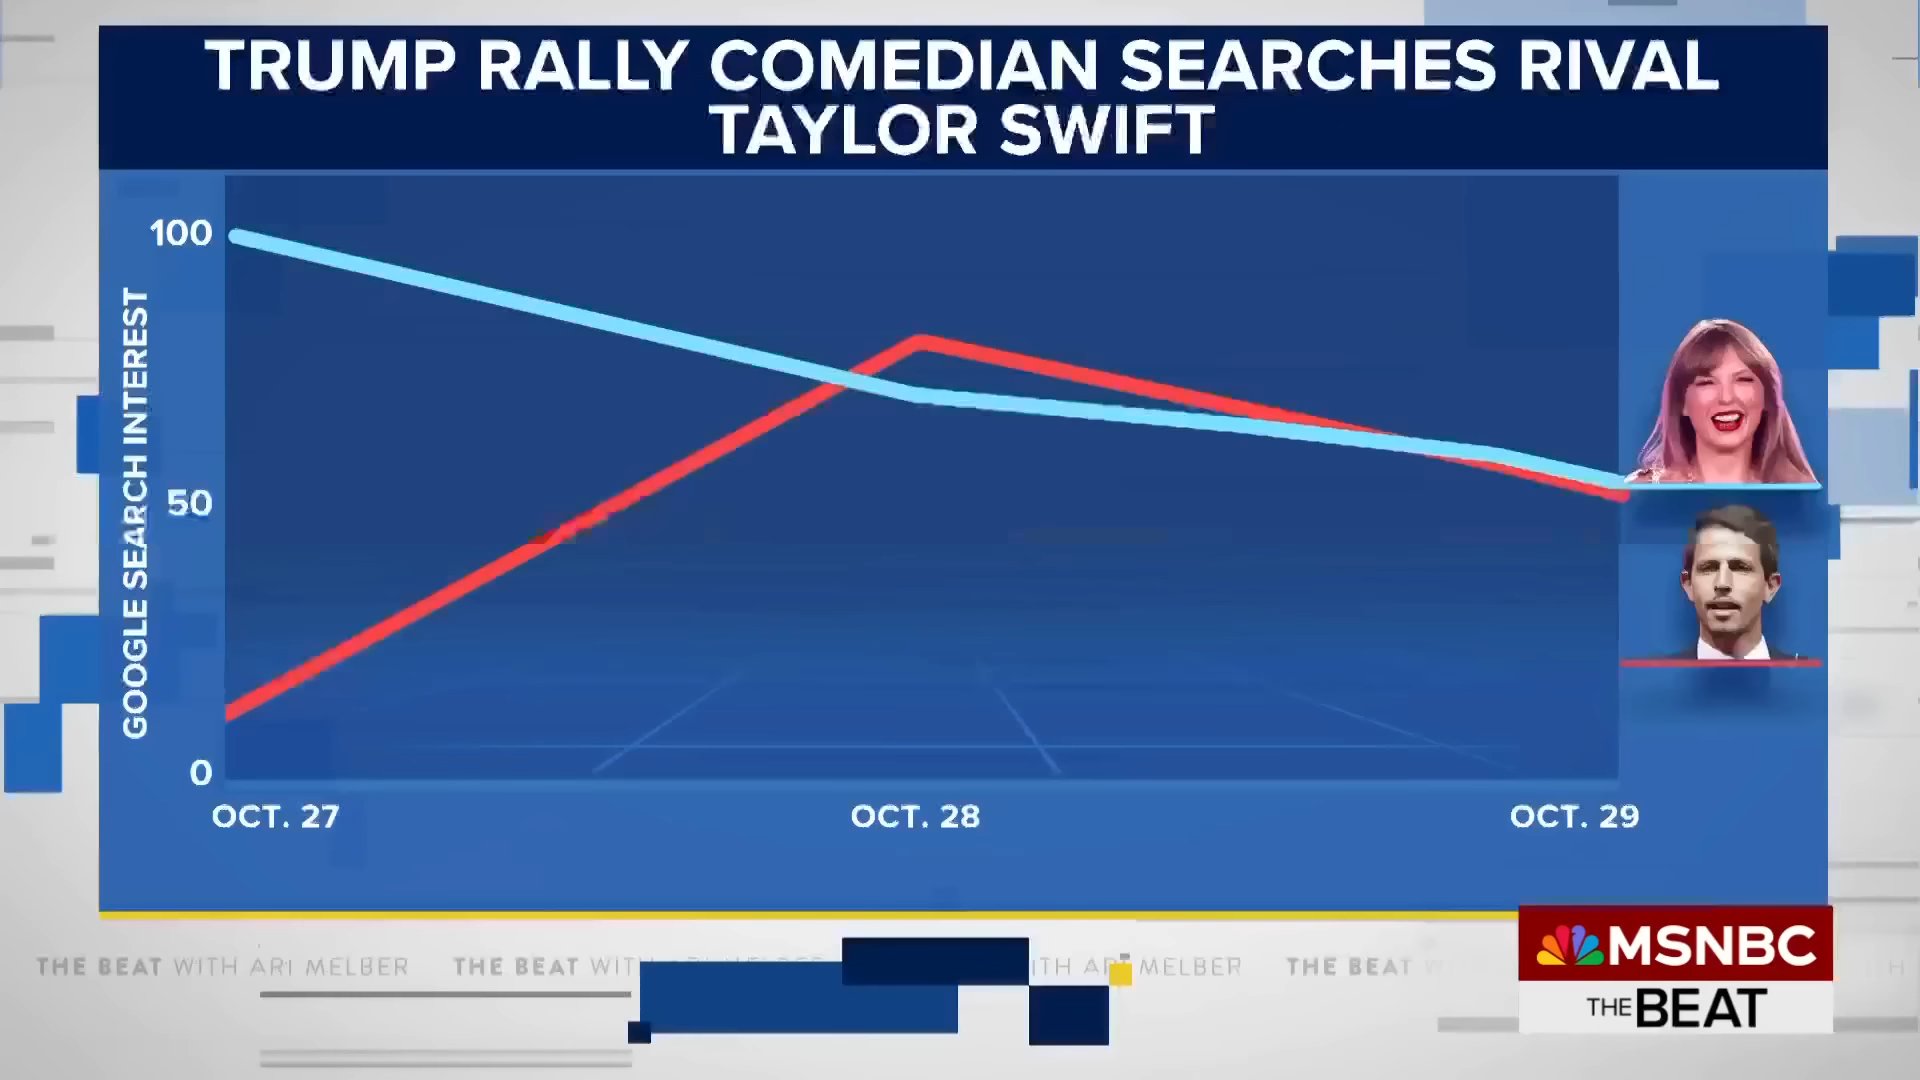 TRUMP RALLY COMEDIAN SEARCHES RIVAL
TAYLOR SWIFT
GOOGLE SEARCH INTEREST
100
50
0
OCT. 27
OCT. 28
OCT. 29
THE BEAT WITH ARI MELBER
THE BEAT
MELBER
THE BEAT
MSNBC
THE BEAT